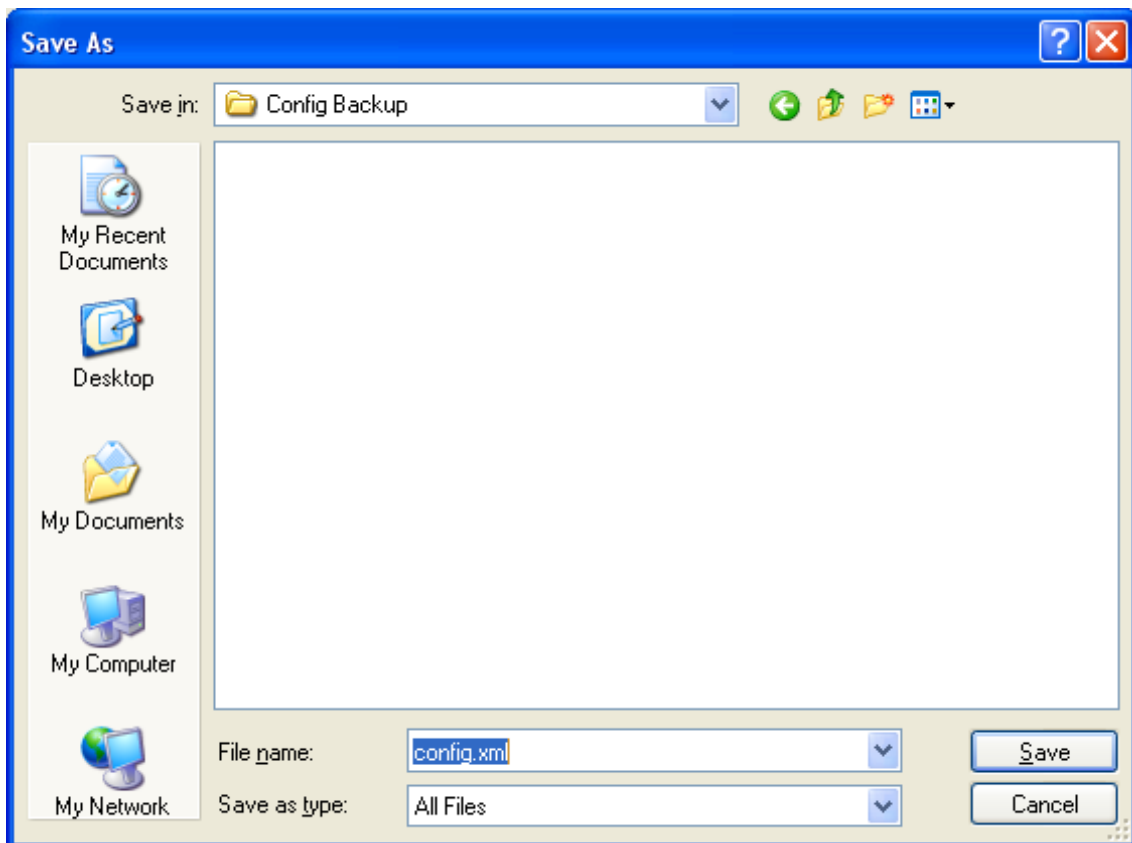 Save As
Save in:
Config Backup
My Recent
Documents
Desktop
My Documents
My Computer
My Network
File name:
config.xml
Save
Save as type:
All Files
Cancel